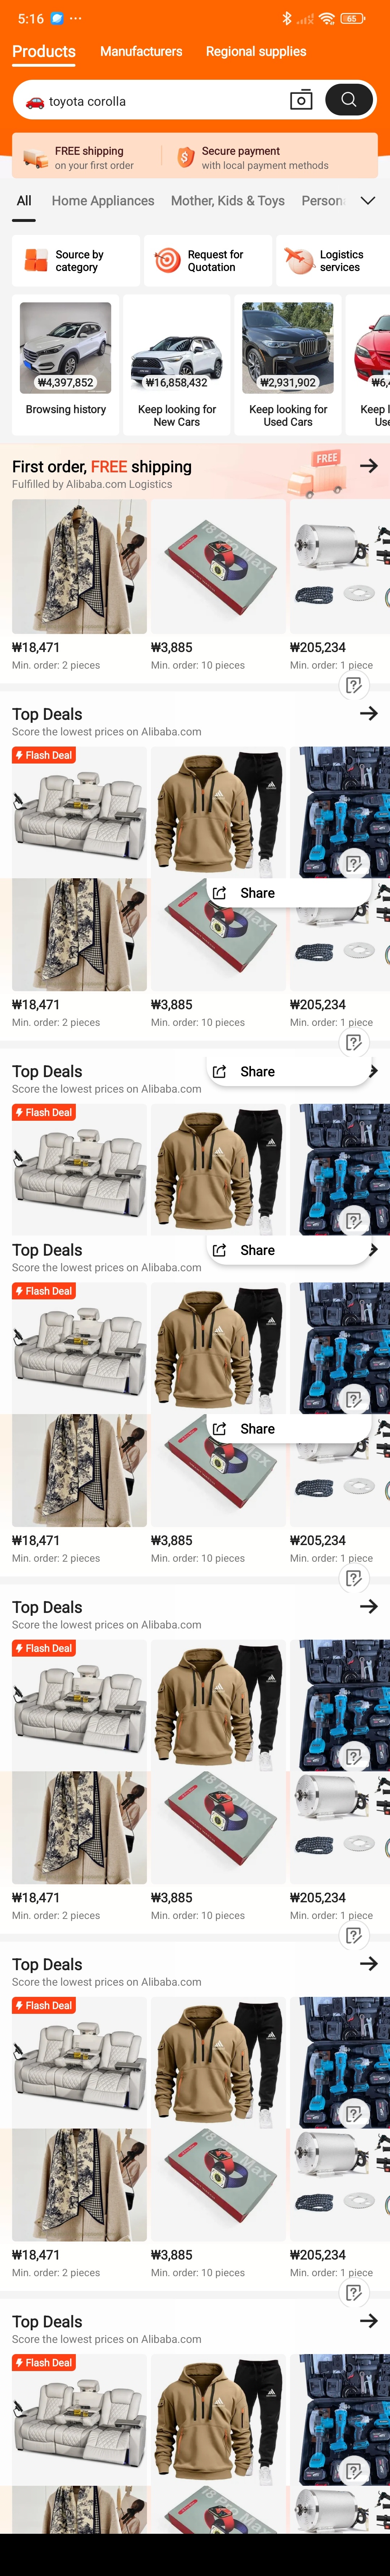 5:16
65
Products
Manufacturers
Regional supplies
toyota corolla
FREE shipping
on your first order
Secure payment
with local payment methods
All
Home Appliances
Mother, Kids & Toys
Source by
category
Request for
Quotation
Logistics
services
₩4,397,852
₩16,858,432
₩2,931,902
Browsing history
Keep looking for
New Cars
Keep looking for
Used Cars
First order, FREE shipping
FREE
Fulfilled by Alibaba.com Logistics
i8 Pro Max
₩18,471
₩3,885
₩205,234
Min. order: 2 pieces
Min. order: 10 pieces
Min. order: 1 piece
Top Deals
Score the lowest prices on Alibaba.com
Flash Deal
Share
₩18,471
₩3,885
₩205,234
Min. order: 2 pieces
Min. order: 10 pieces
Min. order: 1 piece
Top Deals
Share
Score the lowest prices on Alibaba.com
Flash Deal
Top Deals
Share
Score the lowest prices on Alibaba.com
Flash Deal
Share
₩18,471
₩3,885
₩205,234
Min. order: 2 pieces
Min. order: 10 pieces
Min. order: 1 piece
Top Deals
Score the lowest prices on Alibaba.com
Flash Deal
i8 Pro Max
₩18,471
₩3,885
₩205,234
Min. order: 2 pieces
Min. order: 10 pieces
Min. order: 1 piece
Top Deals
Score the lowest prices on Alibaba.com
Flash Deal
i8 Pro Max
₩18,471
₩3,885
₩205,234
Min. order: 2 pieces
Min. order: 10 pieces
Min. order: 1 piece
Top Deals
Score the lowest prices on Alibaba.com
Flash Deal